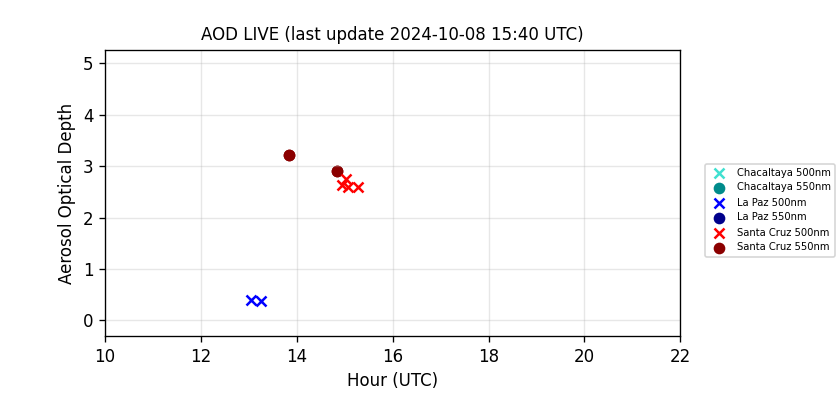 AOD LIVE (last update 2024-10-08 15:40 UTC)
Aerosol Optical Depth
5
4
3
2
1
0
10 12 14 16 18 20 22
Hour (UTC)
Chacaltaya 500nm
Chacaltaya 550nm
La Paz 500nm
La Paz 550nm
Santa Cruz 500nm
Santa Cruz 550nm